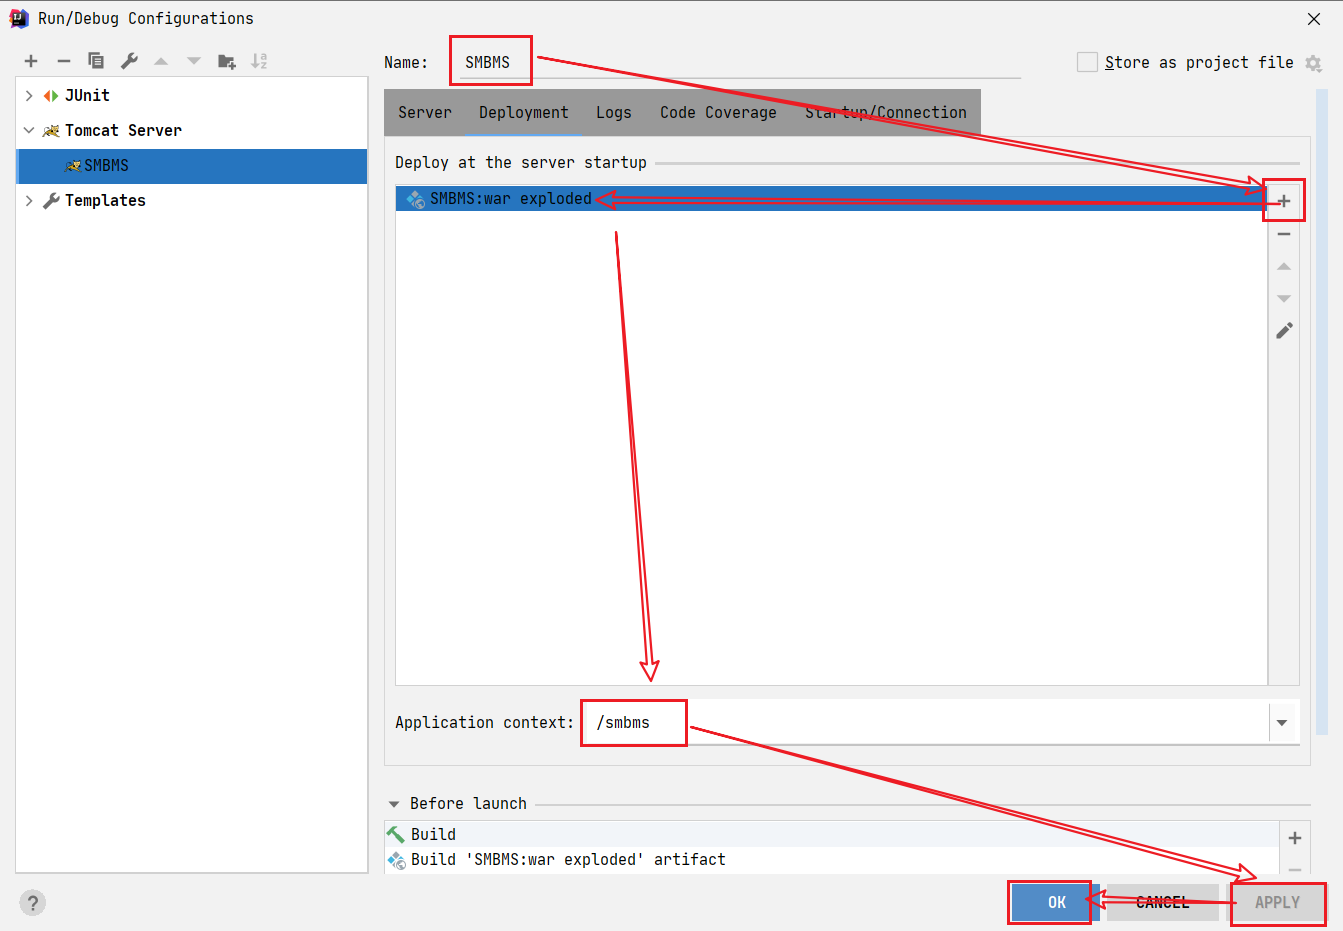 Run/Debug Configurations
Name: SMBMS
Store as project file
JUnit
Tomcat Server
SMBMS
Templates
Server Deployment Logs Code Coverage Startup/Connection
Deploy at the server startup
SMBMS:war exploded
Application context: /smbms
Before launch
Build
Build 'SMBMS:war exploded' artifact
?
OK CANCEL APPLY